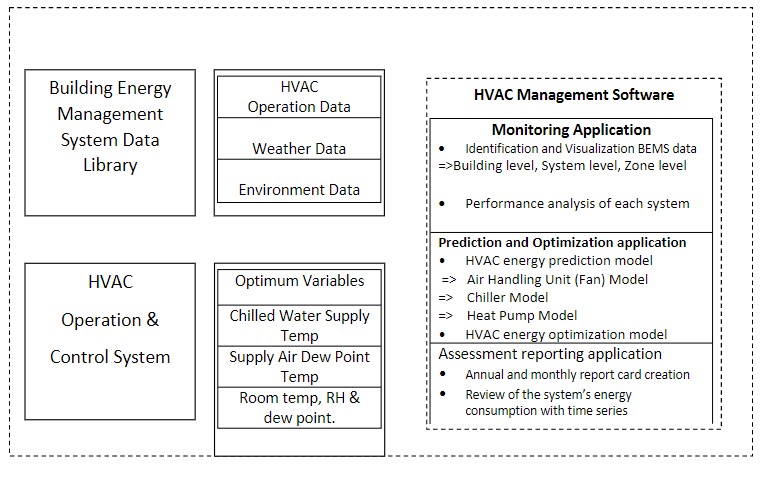 Building Energy
Management
System Data
Library
HVAC
Operation Data
Weather Data
Environment Data
HVAC
Operation &
Control System
Optimum Variables
Chilled Water Supply
Temp
Supply Air Dew Point
Temp
Room temp, RH &
dew point.
HVAC Management Software
Monitoring Application
• Identification and Visualization BEMS data
=>Building level, System level, Zone level
• Performance analysis of each system
Prediction and Optimization application
• HVAC energy prediction model
=> Air Handling Unit (Fan) Model
=> Chiller Model
=> Heat Pump Model
• HVAC energy optimization model
Assessment reporting application
• Annual and monthly report card creation
• Review of the system’s energy
consumption with time series